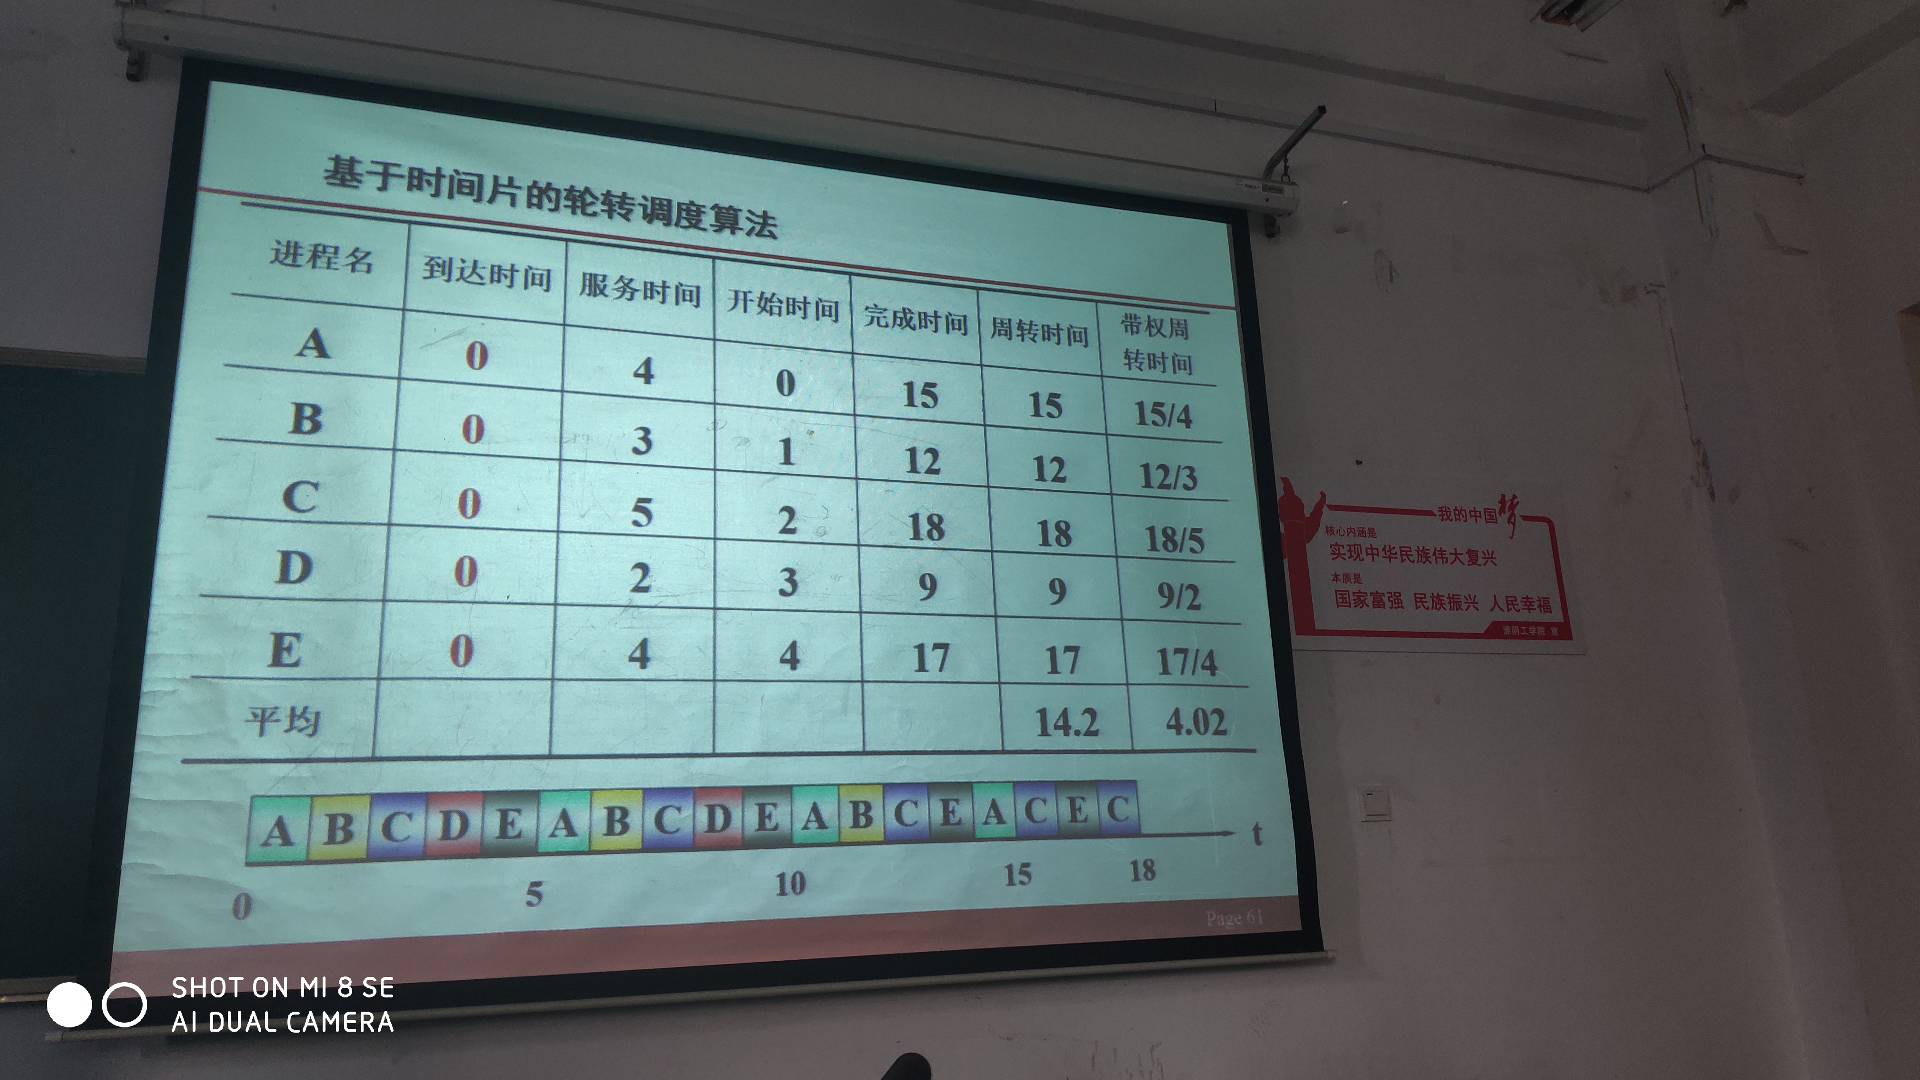 基于时间片的轮转调度算法
进程名 到达时间 服务时间 开始时间 完成时间 周转时间 带权周转时间
A 0 4 0 15 15 15/4
B 0 3 1 12 12 12/3
C 0 5 2 18 18 18/5
D 0 2 3 9 9 9/2
E 0 4 4 17 17 17/4
平均 14.2 4.02
A B C D E A B C D E A B C E A C E C t
0 5 10 15 18
Page 61
我的中国梦
核心内涵是
实现中华民族伟大复兴
本质是
国家富强 民族振兴 人民幸福
SHOT ON MI 8 SE
AI DUAL CAMERA